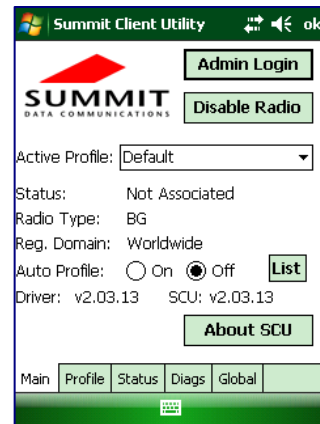 Summit Client Utility ok
Admin Login
SUMMIT
DATA COMMUNICATIONS
Disable Radio
Active Profile: Default
Status: Not Associated
Radio Type: BG
Reg. Domain: Worldwide
Auto Profile: On Off List
Driver: v2.03.13 SCU: v2.03.13
About SCU
Main Profile Status Diags Global